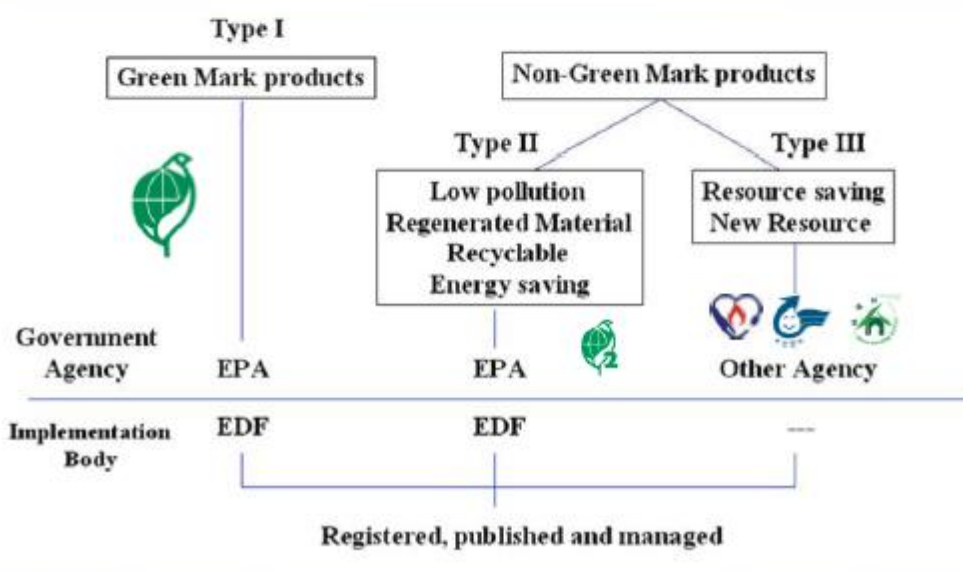 Type I
Green Mark products
Non-Green Mark products
Type II
Type III
Low pollution
Regenerated Material
Recyclable
Energy saving
Resource saving
New Resource
2
Government
Agency
EPA
EPA
Other Agency
Implementation
Body
EDF
EDF
---
Registered, published and managed